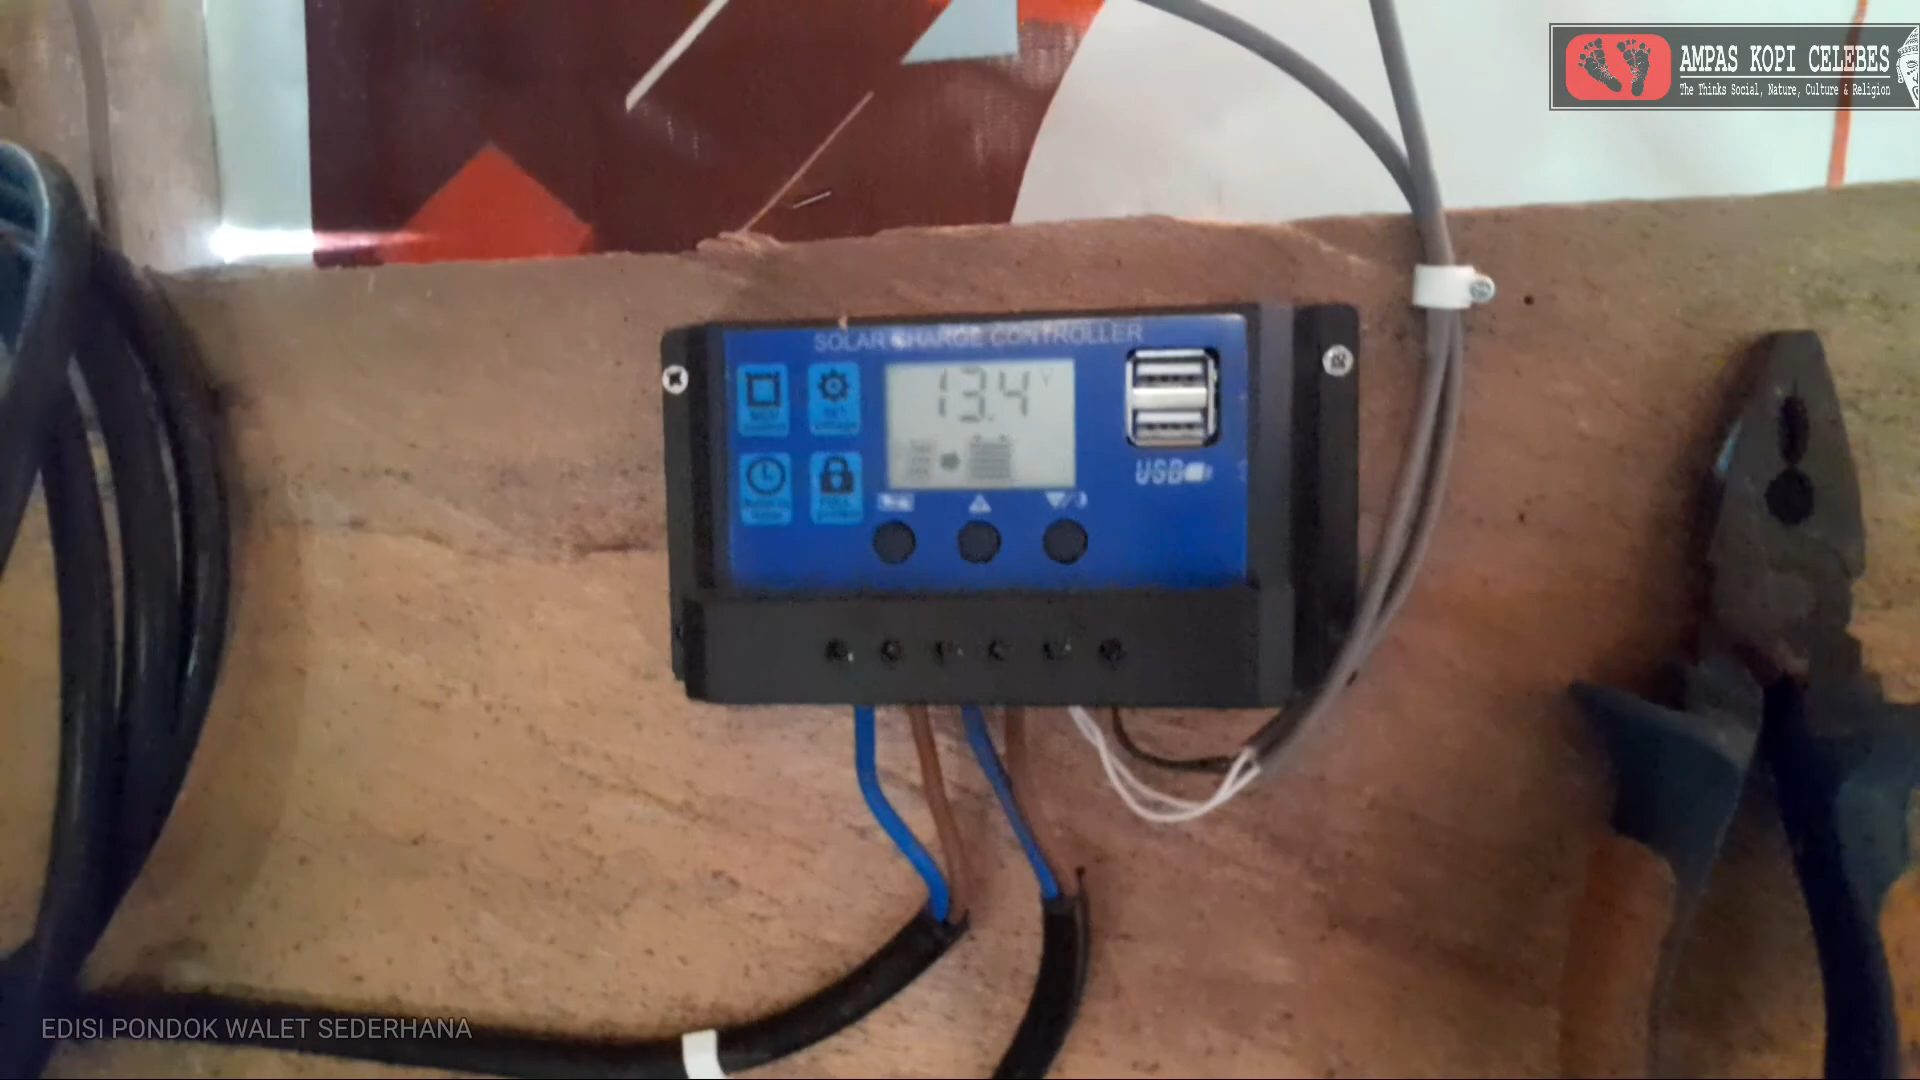 AMPAS KOPI CELEBES
The Thinks Social, Nature, Culture & Religion
SOLAR CHARGE CONTROLLER
13.4 V
USB
EDISI PONDOK WALET SEDERHANA